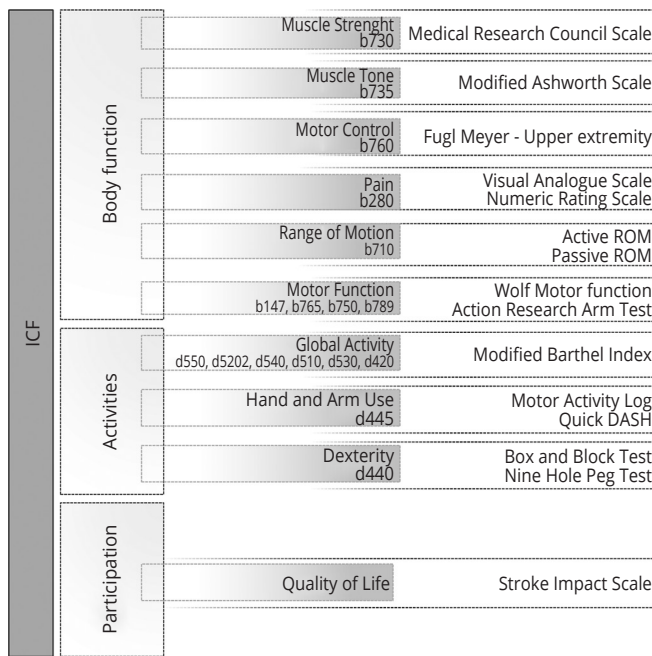 ICF
Body function
Muscle Strenght
b730
Medical Research Council Scale
Muscle Tone
b735
Modified Ashworth Scale
Motor Control
b760
Fugl Meyer - Upper extremity
Pain
b280
Visual Analogue Scale
Numeric Rating Scale
Range of Motion
b710
Active ROM
Passive ROM
Motor Function
b147, b765, b750, b789
Wolf Motor function
Action Research Arm Test
Activities
Global Activity
d550, d5202, d540, d510, d530, d420
Modified Barthel Index
Hand and Arm Use
d445
Motor Activity Log
Quick DASH
Dexterity
d440
Box and Block Test
Nine Hole Peg Test
Participation
Quality of Life
Stroke Impact Scale